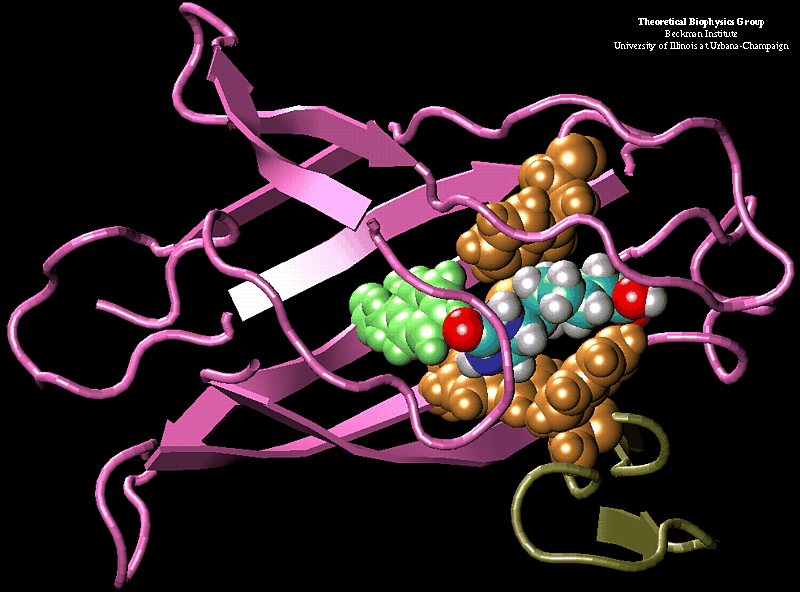 Theoretical Biophysics Group
Beckman Institute
University of Illinois at Urbana-Champaign